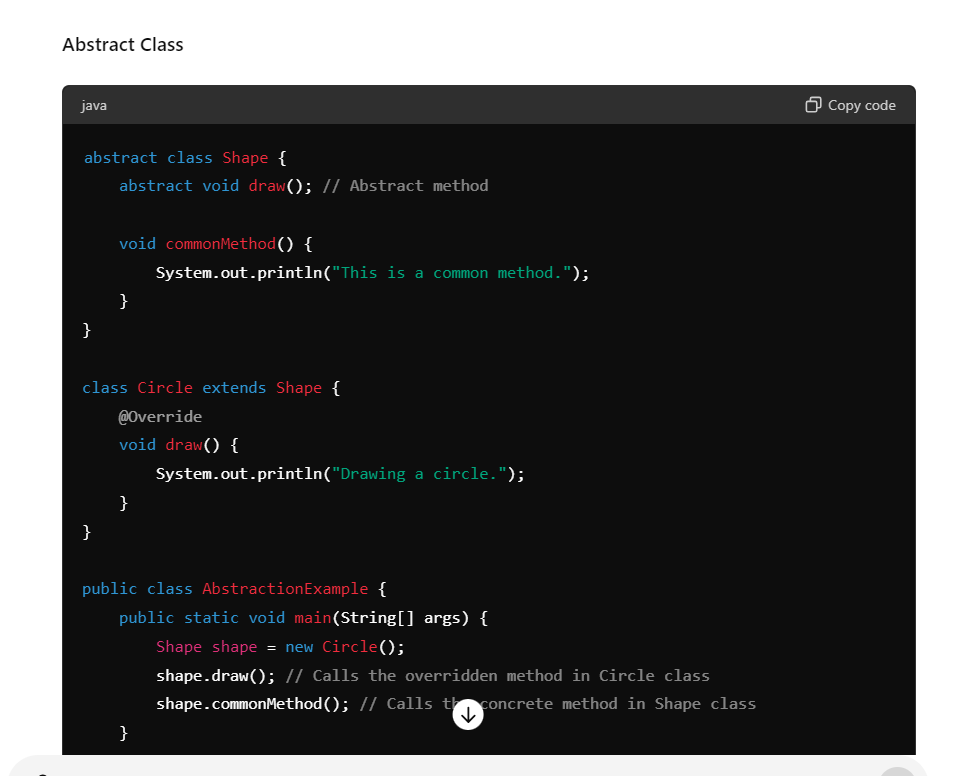 Abstract Class
java
Copy code
abstract class Shape {
    abstract void draw(); // Abstract method
    void commonMethod() {
        System.out.println("This is a common method.");
    }
}
class Circle extends Shape {
    @Override
    void draw() {
        System.out.println("Drawing a circle.");
    }
}
public class AbstractionExample {
    public static void main(String[] args) {
        Shape shape = new Circle();
        shape.draw(); // Calls the overridden method in Circle class
        shape.commonMethod(); // Calls the concrete method in Shape class
    }